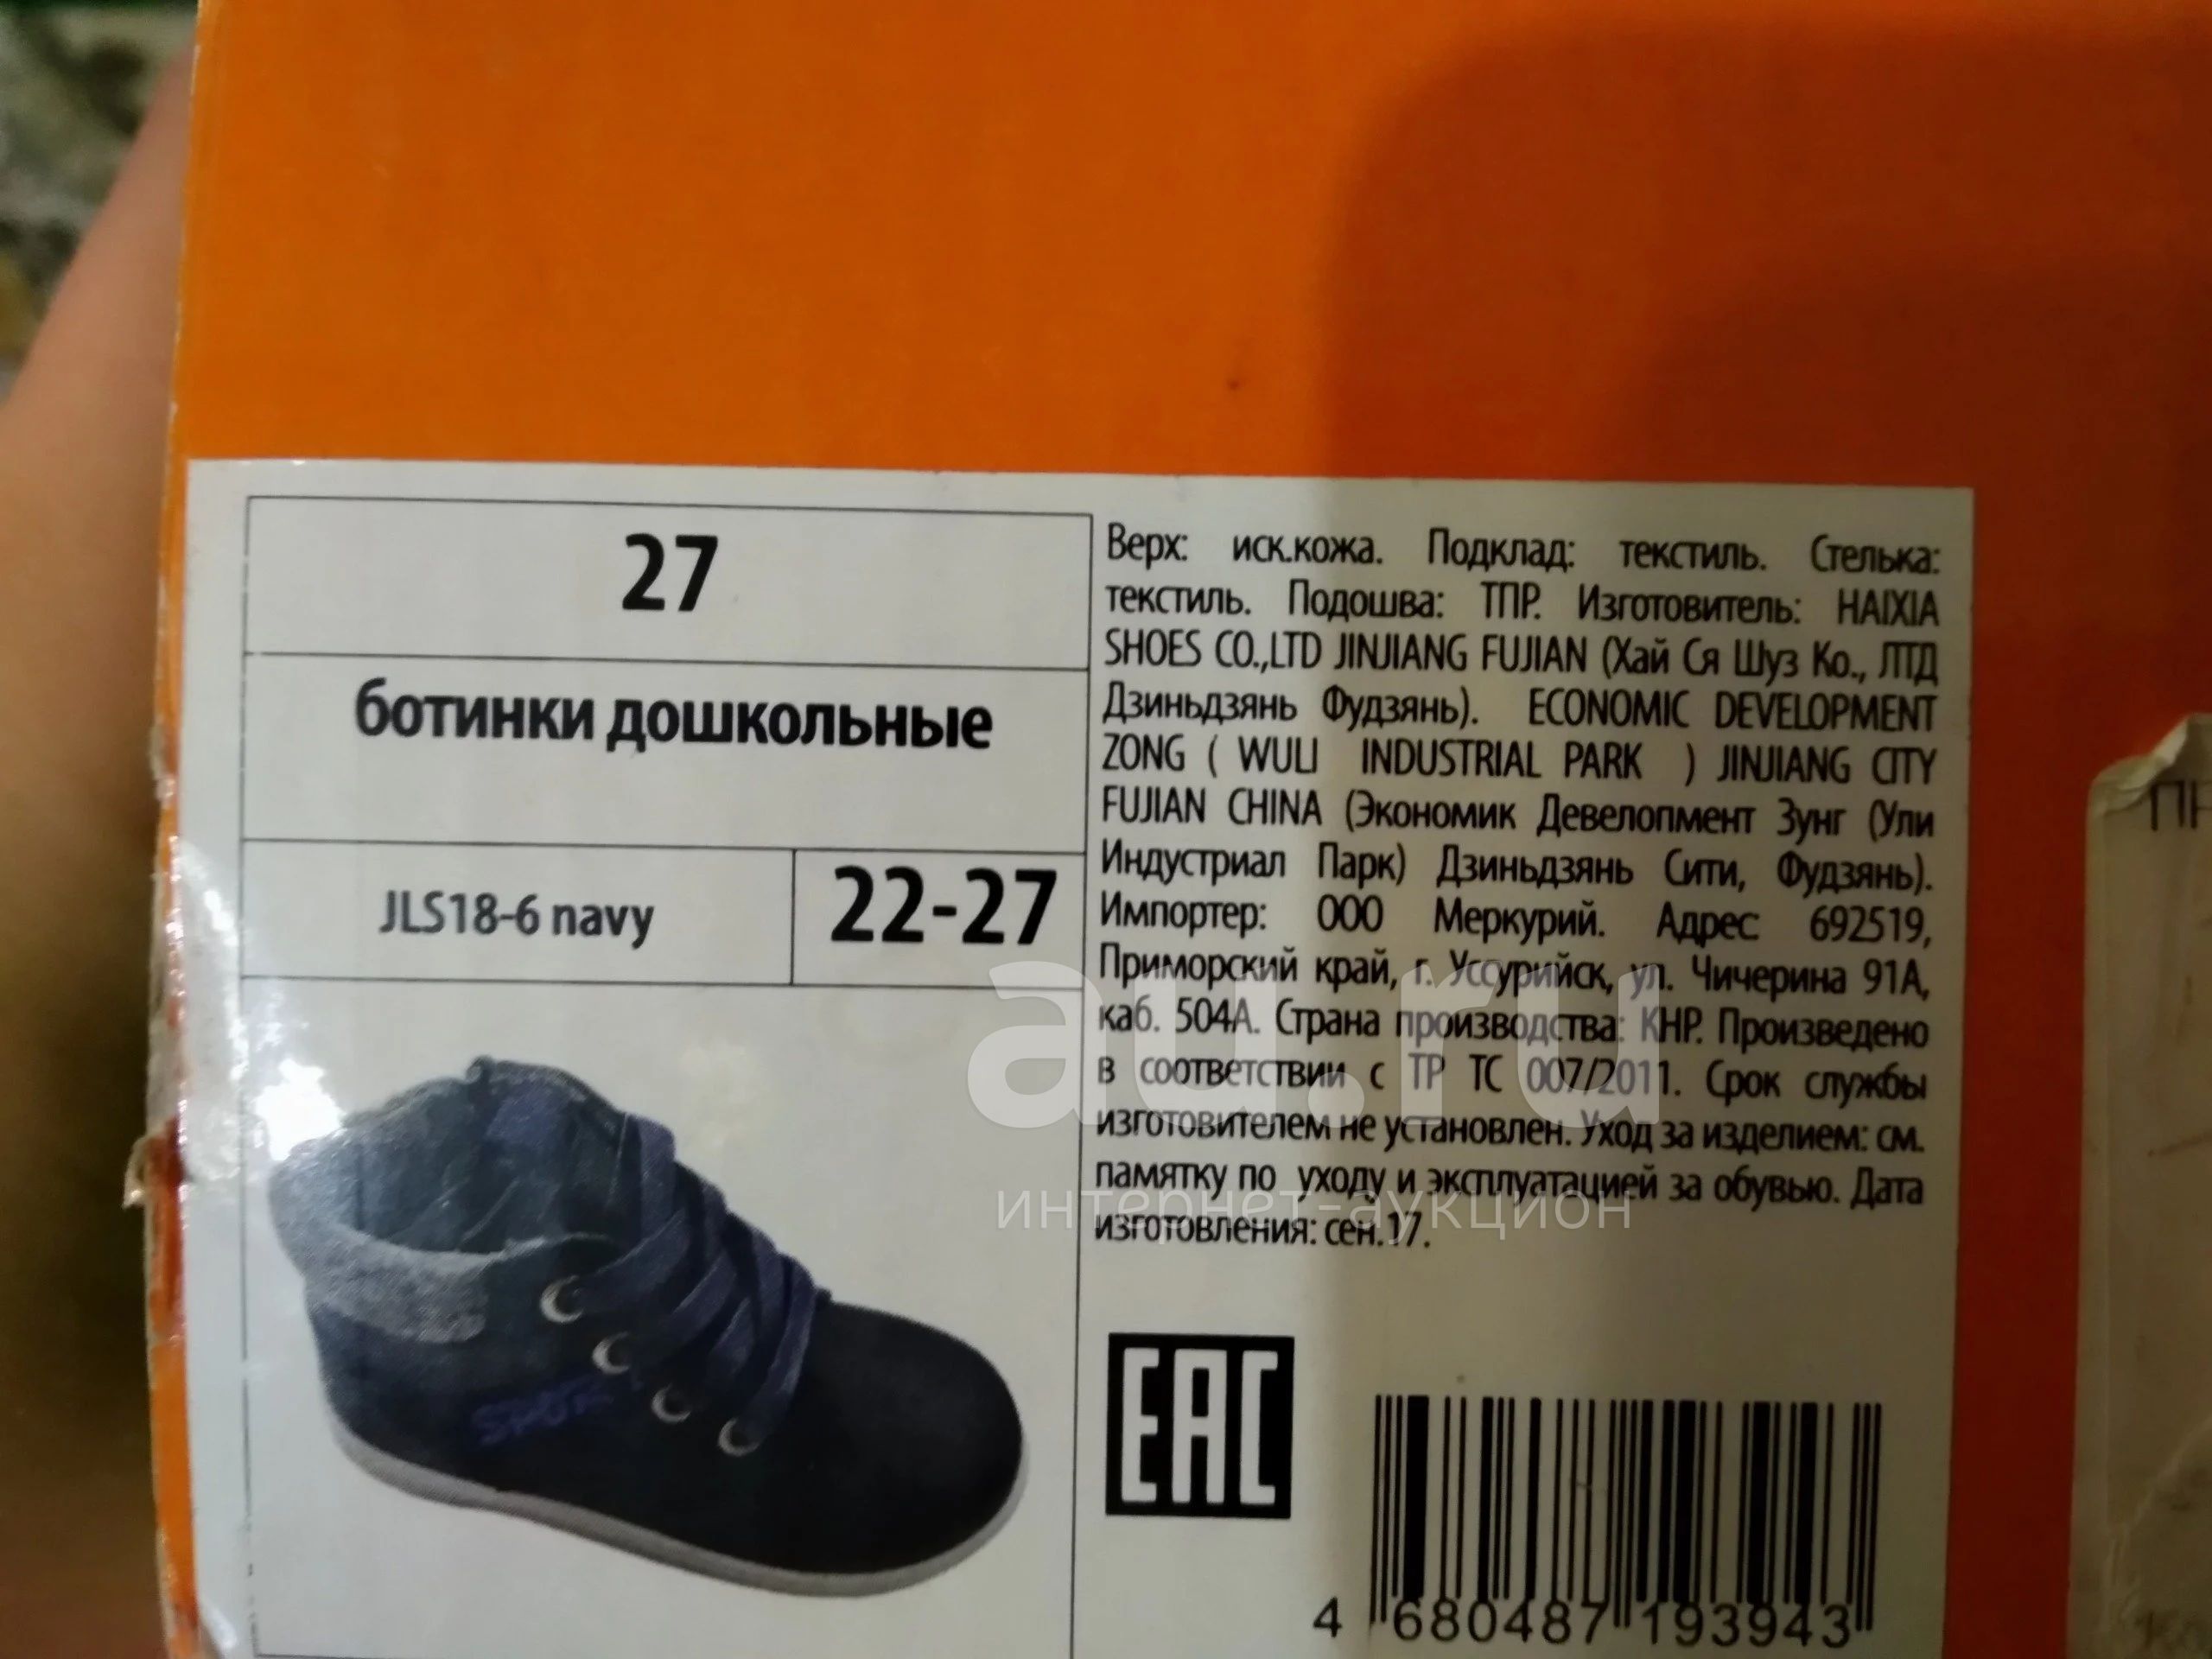 27
ботинки дошкольные
JLS18-6 navy
22-27
Верх: иск.кожа. Подклад: текстиль. Стелька:
текстиль. Подошва: ТПР. Изготовитель: HAIXIA
SHOES CO.,LTD JINJIANG FUJIAN (Хай Ся Шуз Ко., ЛТД
Дзиньдзянь Фудзянь). ECONOMIC DEVELOPMENT
ZONG ( WULI INDUSTRIAL PARK ) JINJIANG CITY
FUJIAN CHINA (Экономик Девелопмент Зунг (Ули
Индустриал Парк) Дзиньдзянь Сити, Фудзянь).
Импортер: ООО Меркурий. Адрес 692519,
Приморский край, г. Уссурийск, ул. Чичерина 91А,
каб. 504А. Страна производства: КНР. Произведено
в соответствии с ТР ТС 007/2011. Срок службы
изготовителем не установлен. Уход за изделием: см.
памятку по уходу и эксплуатацией за обувью. Дата
изготовления: сен.17.
EAC
4 680487 193943
au.ru
интернет-аукцион